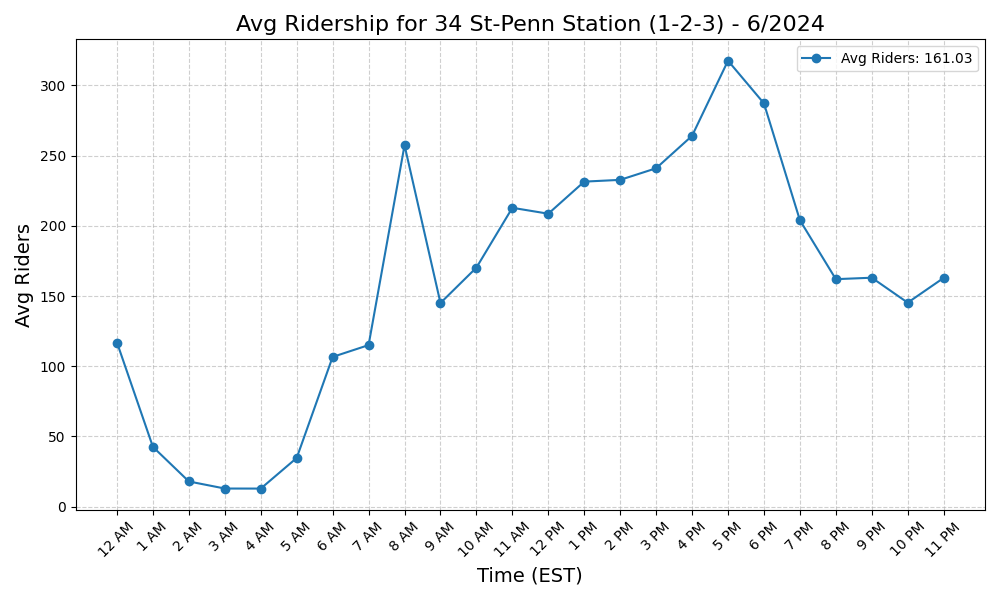 Avg Ridership for 34 St-Penn Station (1-2-3) - 6/2024
Avg Riders: 161.03
Avg Riders
300
250
200
150
100
50
0
12 AM
1 AM
2 AM
3 AM
4 AM
5 AM
6 AM
7 AM
8 AM
9 AM
10 AM
11 AM
12 PM
1 PM
2 PM
3 PM
4 PM
5 PM
6 PM
7 PM
8 PM
9 PM
10 PM
11 PM
Time (EST)